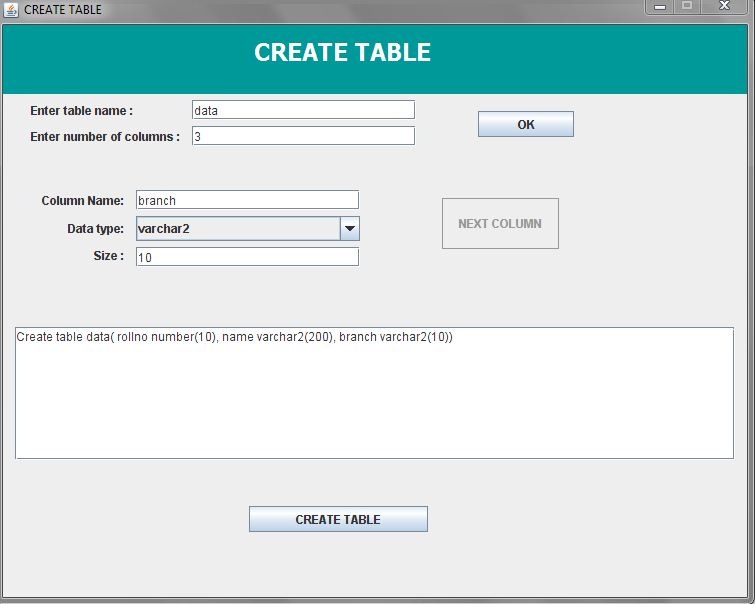 CREATE TABLE
CREATE TABLE
Enter table name : data
OK
Enter number of columns : 3
Column Name: branch
NEXT COLUMN
Data type: varchar2
Size : 10
Create table data( rollno number(10), name varchar2(200), branch varchar2(10))
CREATE TABLE